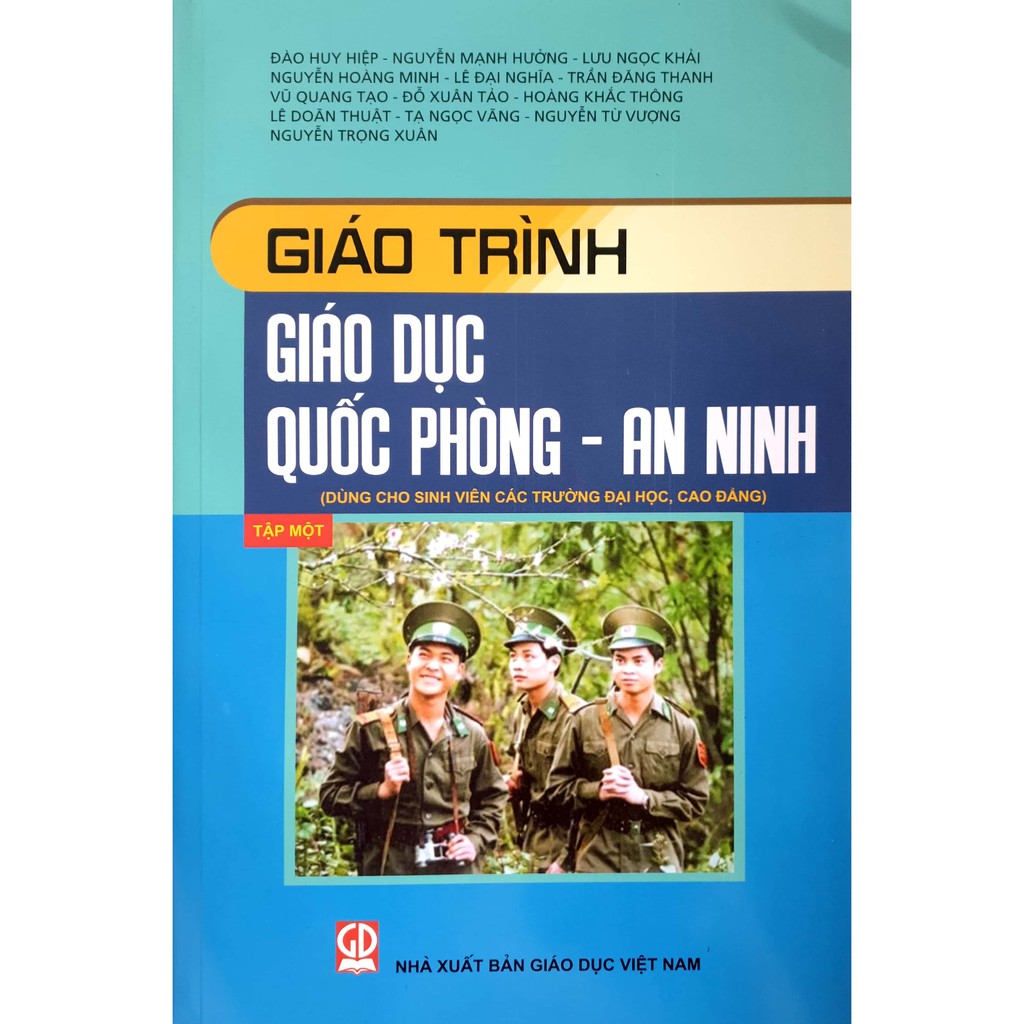 ĐÀO HUY HIỆP - NGUYỄN MẠNH HƯỞNG - LƯU NGỌC KHẢI
NGUYỄN HOÀNG MINH - LÊ ĐẠI NGHĨA - TRẦN ĐĂNG THANH
VŨ QUANG TẠO - ĐỖ XUÂN TẢO - HOÀNG KHẮC THÔNG
LÊ DOÃN THUẬT - TẠ NGỌC VÃNG - NGUYỄN TỪ VƯỢNG
NGUYỄN TRỌNG XUÂN
GIÁO TRÌNH
GIÁO DỤC
QUỐC PHÒNG - AN NINH
(DÙNG CHO SINH VIÊN CÁC TRƯỜNG ĐẠI HỌC, CAO ĐẲNG)
TẬP MỘT
GD
NHÀ XUẤT BẢN GIÁO DỤC VIỆT NAM